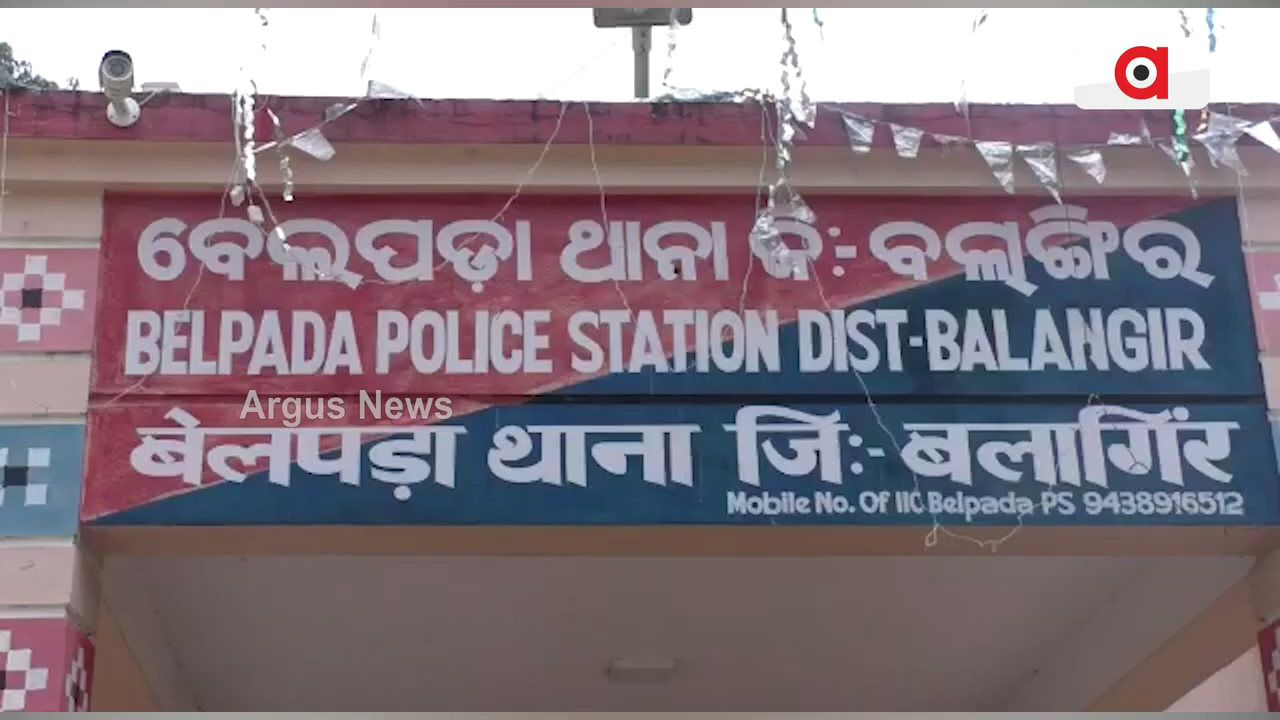 a
ବେଲପଡ଼ା ଥାନା ଜି:- ବଲାଙ୍ଗିର
BELPADA POLICE STATION DIST-BALANGIR
Argus News
बेलपड़ा थाना जि:- बलागिंर
Mobile No. Of IIC Belpada PS 9438916512